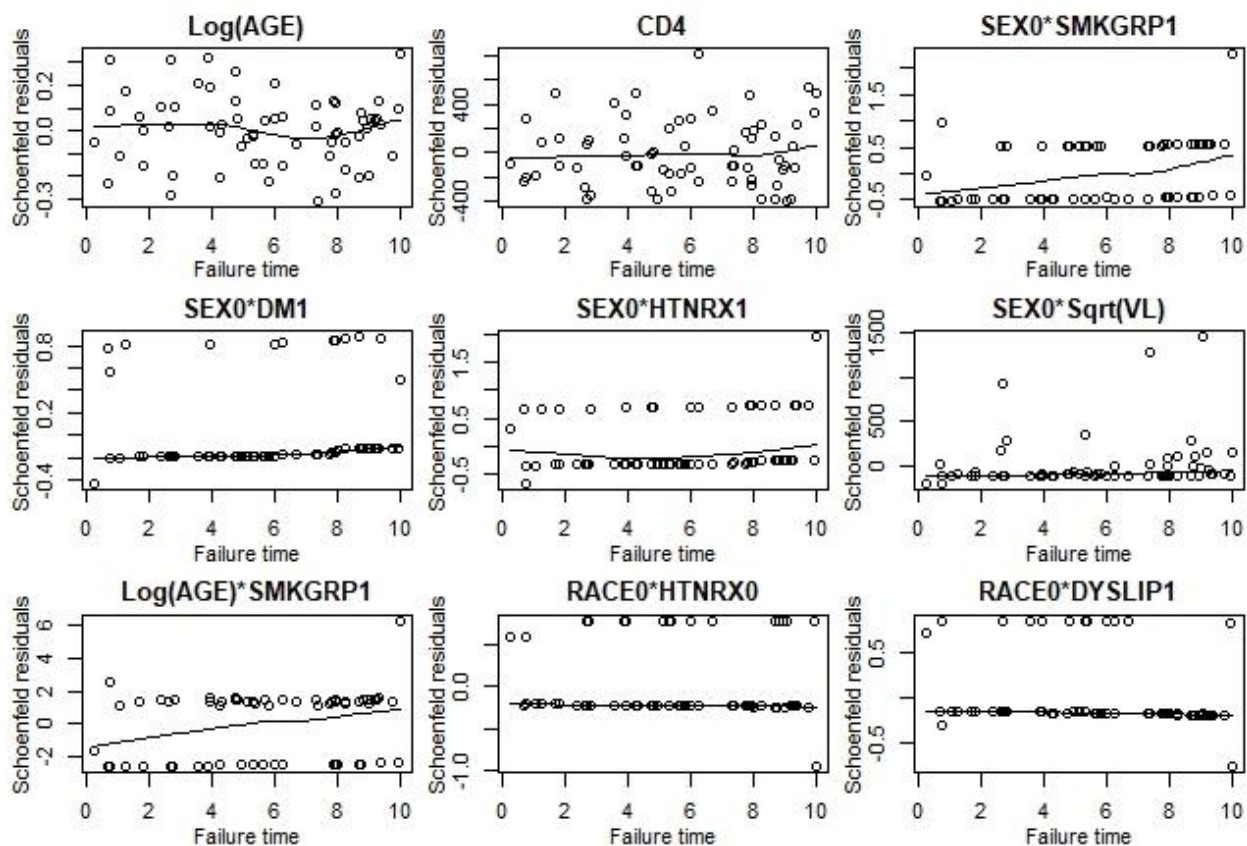 Log(AGE)
Schoenfeld residuals
0.2
0.0
-0.3
0 2 4 6 8 10
Failure time
CD4
Schoenfeld residuals
400
0
-400
0 2 4 6 8 10
Failure time
SEX0*SMKGRP1
Schoenfeld residuals
1.5
0.5
-0.5
0 2 4 6 8 10
Failure time
SEX0*DM1
Schoenfeld residuals
0.8
0.2
-0.4
0 2 4 6 8 10
Failure time
SEX0*HTNRX1
Schoenfeld residuals
1.5
0.5
-0.5
0 2 4 6 8 10
Failure time
SEX0*Sqrt(VL)
Schoenfeld residuals
1500
500
0
0 2 4 6 8 10
Failure time
Log(AGE)*SMKGRP1
Schoenfeld residuals
6
4
2
0
-2
0 2 4 6 8 10
Failure time
RACE0*HTNRX0
Schoenfeld residuals
0.0
-1.0
0 2 4 6 8 10
Failure time
RACE0*DYSLIP1
Schoenfeld residuals
0.5
-0.5
0 2 4 6 8 10
Failure time